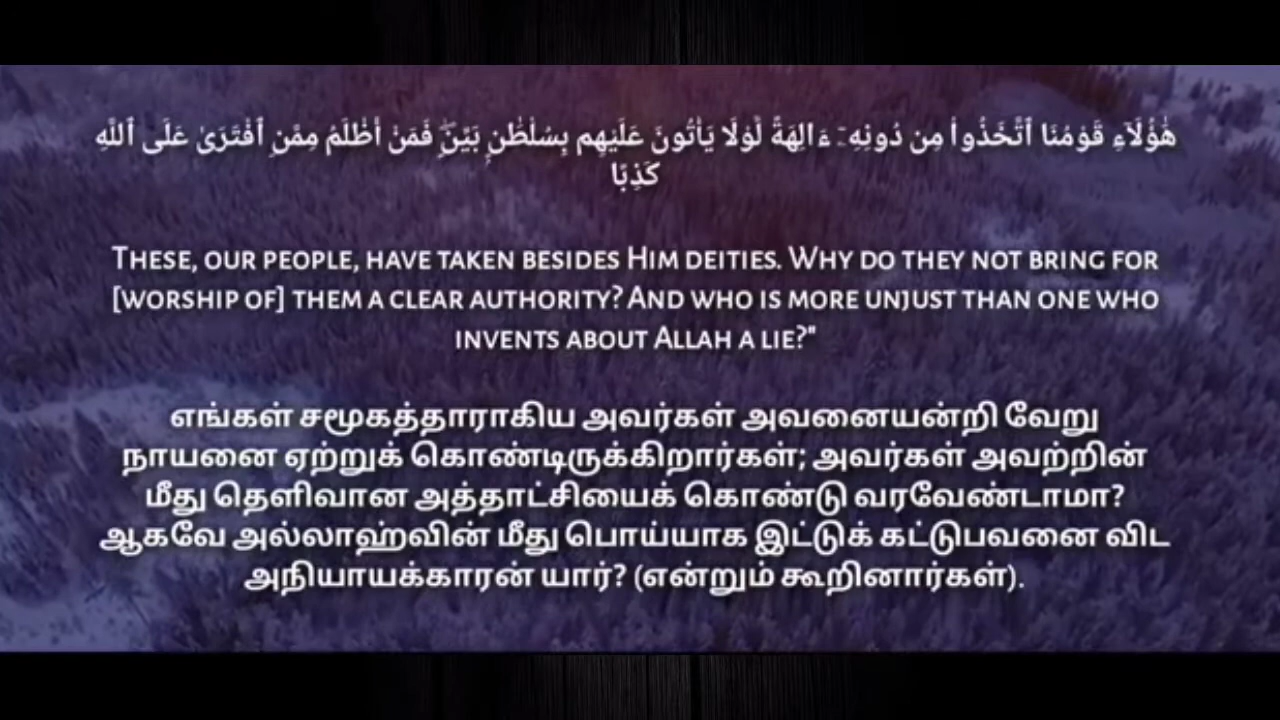 هَٰٓؤُلَآءِ قَوْمُنَا ٱتَّخَذُوا۟ مِن دُونِهِۦٓ ءَالِهَةً لَّوْلَا يَأْتُونَ عَلَيْهِم بِسُلْطَٰنٍۭ بَيِّنٍ ۖ فَمَنْ أَظْلَمُ مِمَّنِ ٱفْتَرَىٰ عَلَى ٱللَّهِ
كَذِبًا
These, our people, have taken besides Him deities. Why do they not bring for
[worship of] them a clear authority? And who is more unjust than one who
invents about Allah a lie?"
எங்கள் சமூகத்தாராகிய அவர்கள் அவனையன்றி வேறு
நாயனை ஏற்றுக் கொண்டிருக்கிறார்கள்; அவர்கள் அவற்றின்
மீது தெளிவான அத்தாட்சியைக் கொண்டு வரவேண்டாமா?
ஆகவே அல்லாஹ்வின் மீது பொய்யாக இட்டுக் கட்டுபவனை விட
அநியாயக்காரன் யார்? (என்றும் கூறினார்கள்).